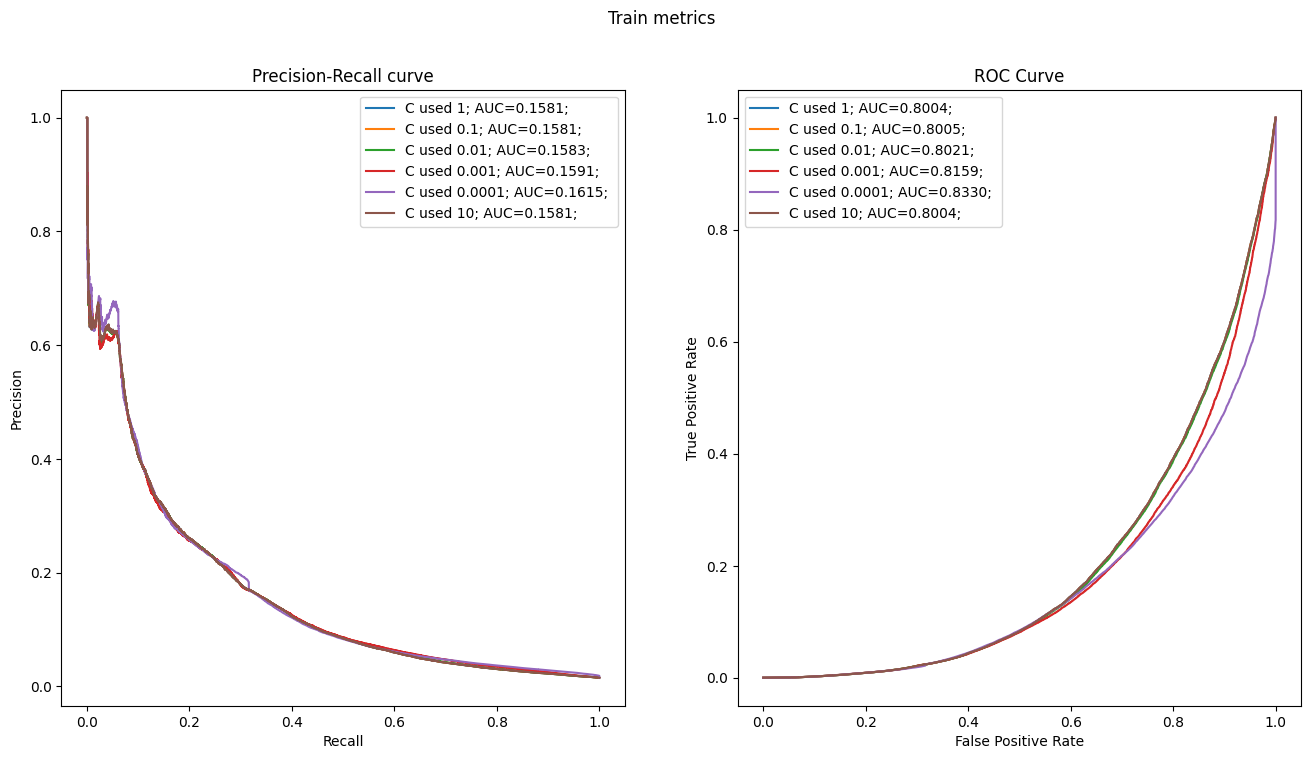 Train metrics
Precision-Recall curve
C used 1; AUC=0.1581;
C used 0.1; AUC=0.1581;
C used 0.01; AUC=0.1583;
C used 0.001; AUC=0.1591;
C used 0.0001; AUC=0.1615;
C used 10; AUC=0.1581;
1.0
0.8
0.6
0.4
0.2
0.0
Precision
0.0 0.2 0.4 0.6 0.8 1.0
Recall
ROC Curve
C used 1; AUC=0.8004;
C used 0.1; AUC=0.8005;
C used 0.01; AUC=0.8021;
C used 0.001; AUC=0.8159;
C used 0.0001; AUC=0.8330;
C used 10; AUC=0.8004;
1.0
0.8
0.6
0.4
0.2
0.0
True Positive Rate
0.0 0.2 0.4 0.6 0.8 1.0
False Positive Rate